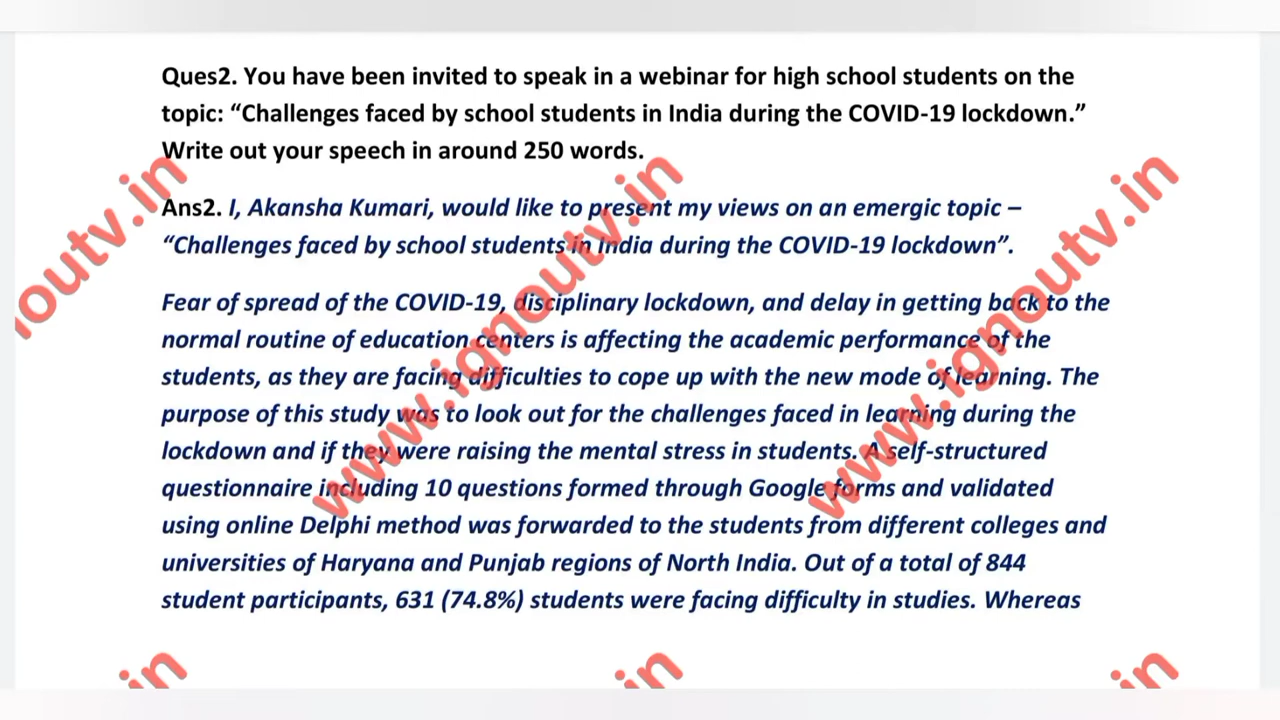 Ques2. You have been invited to speak in a webinar for high school students on the
topic: “Challenges faced by school students in India during the COVID-19 lockdown.”
Write out your speech in around 250 words.
Ans2. I, Akansha Kumari, would like to present my views on an emergic topic –
“Challenges faced by school students in India during the COVID-19 lockdown”.
Fear of spread of the COVID-19, disciplinary lockdown, and delay in getting back to the
normal routine of education centers is affecting the academic performance of the
students, as they are facing difficulties to cope up with the new mode of learning. The
purpose of this study was to look out for the challenges faced in learning during the
lockdown and if they were raising the mental stress in students. A self-structured
questionnaire including 10 questions formed through Google forms and validated
using online Delphi method was forwarded to the students from different colleges and
universities of Haryana and Punjab regions of North India. Out of a total of 844
student participants, 631 (74.8%) students were facing difficulty in studies. Whereas
noutv.in
www.ignoutv.in
www.ignoutv.in
in
in
in